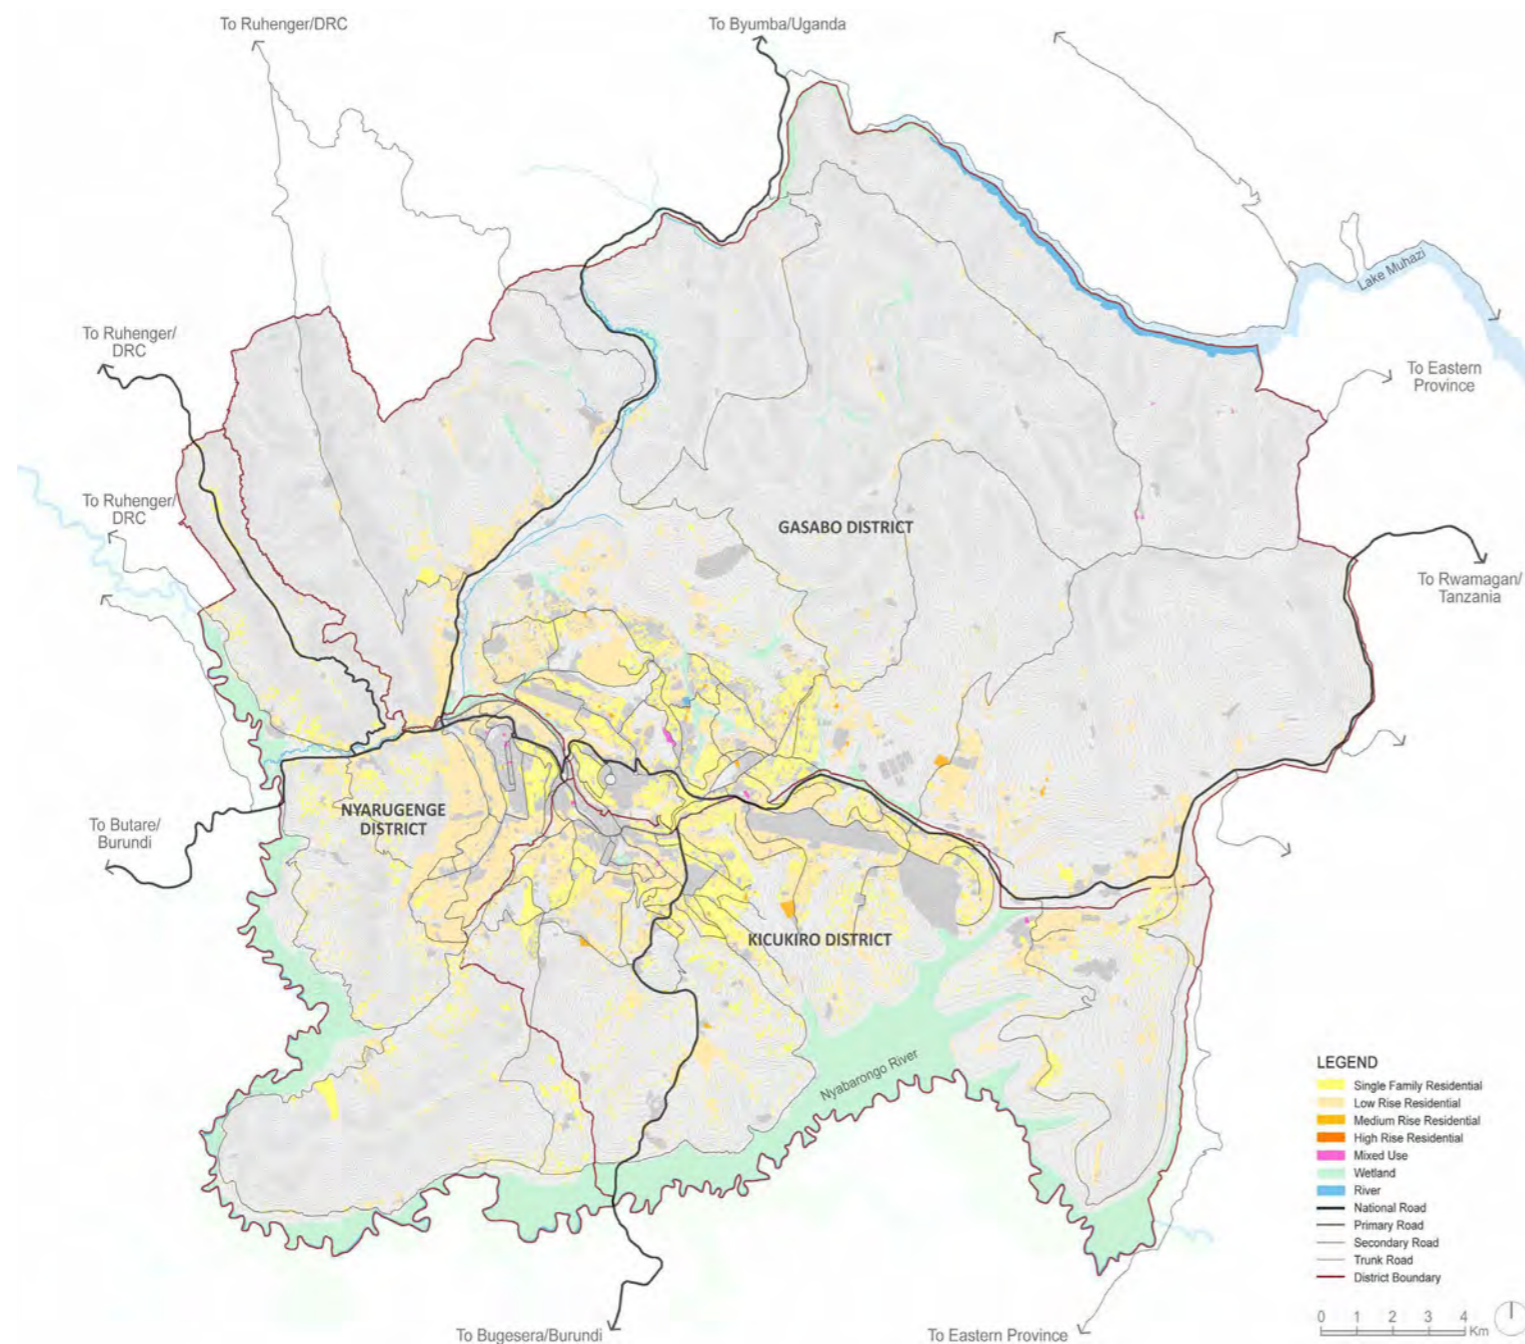 To Ruhenger/DRC
To Byumba/Uganda
Lake Muhazi
To Ruhenger/
DRC
To Eastern
Province
To Ruhenger/
DRC
GASABO DISTRICT
To Rwamagan/
Tanzania
NYARUGENGE
DISTRICT
To Butare/
Burundi
KICUKIRO DISTRICT
Nyabarongo River
LEGEND
Single Family Residential
Low Rise Residential
Medium Rise Residential
High Rise Residential
Mixed Use
Wetland
River
National Road
Primary Road
Secondary Road
Trunk Road
District Boundary
0 1 2 3 4
Km
To Bugesera/Burundi
To Eastern Province